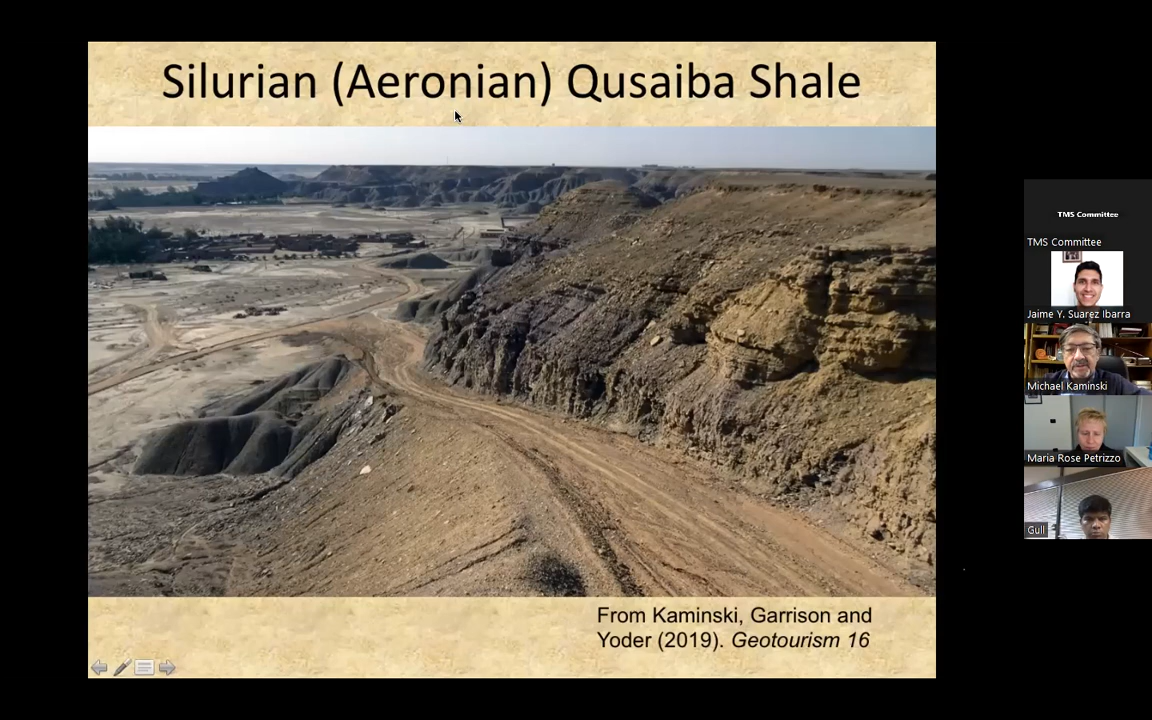 Silurian (Aeronian) Qusaiba Shale
From Kaminski, Garrison and
Yoder (2019). Geotourism 16
TMS Committee
TMS Committee
Jaime Y. Suarez Ibarra
Michael Kaminski
Maria Rose Petrizzo
Gull